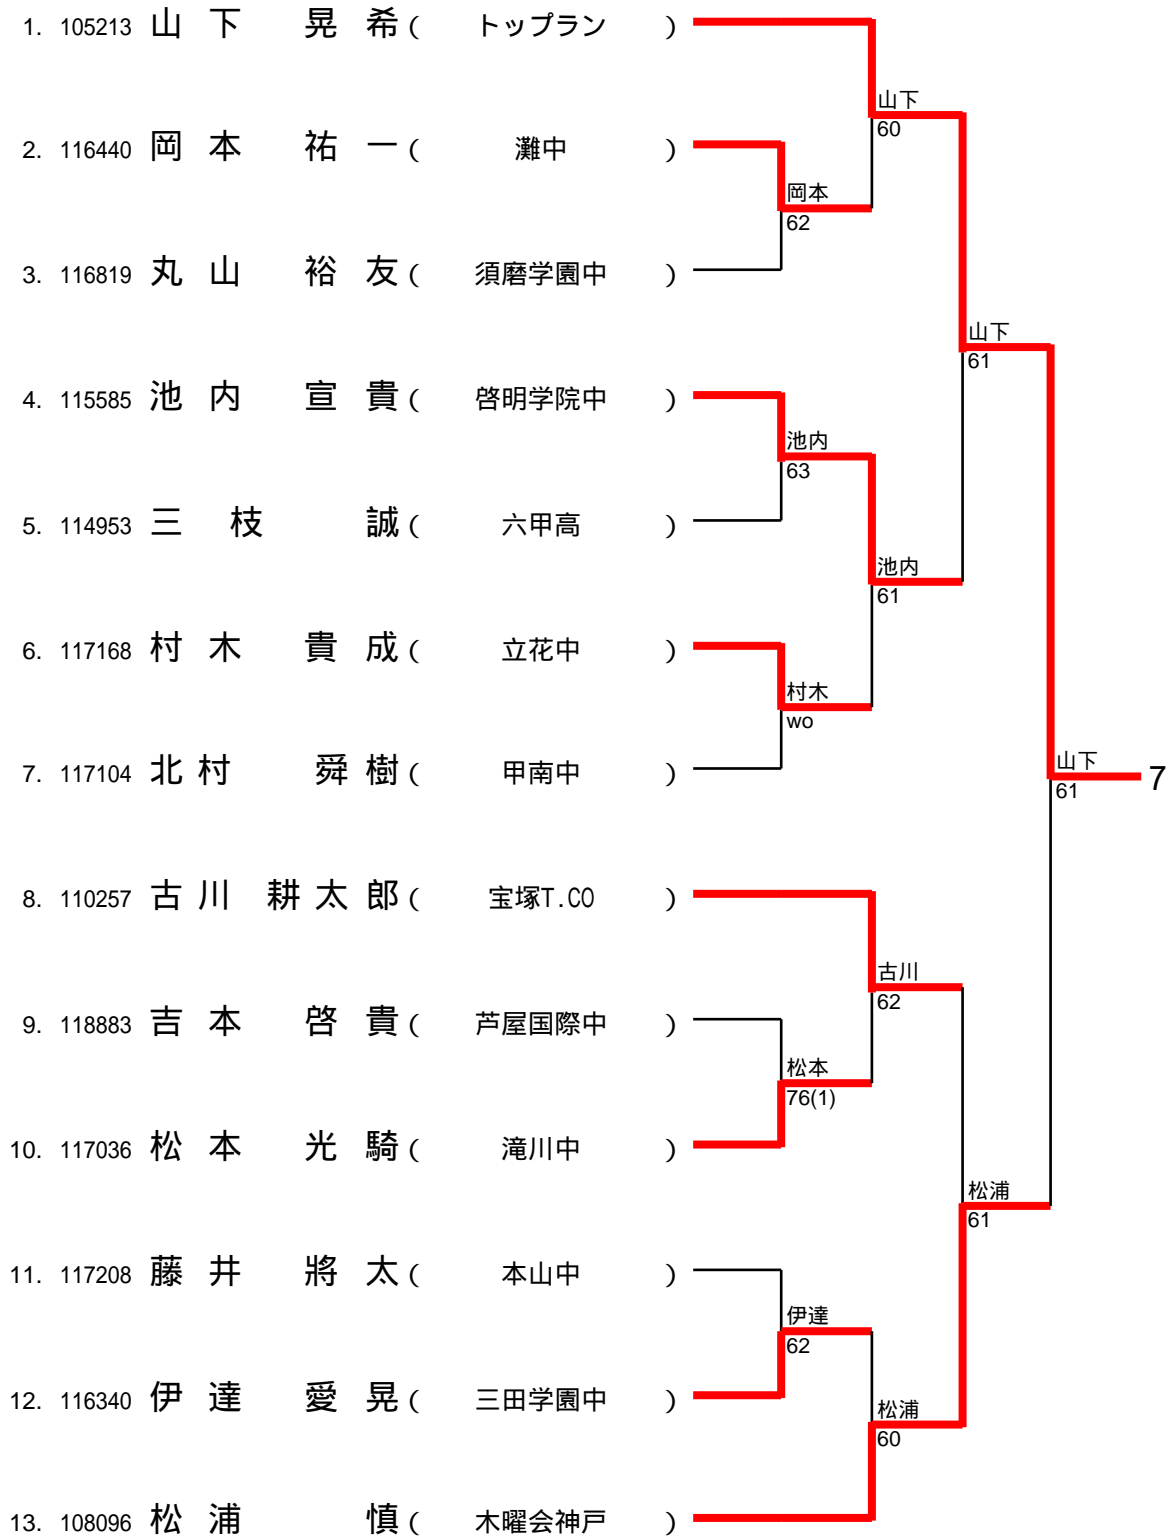 1. 105213 山下 晃希 ( トップラン )
山下
60
2. 116440 岡本 祐一 ( 灘中 )
岡本
62
3. 116819 丸山 裕友 ( 須磨学園中 )
山下
61
4. 115585 池内 宣貴 ( 啓明学院中 )
池内
63
5. 114953 三枝 誠 ( 六甲高 )
池内
61
6. 117168 村木 貴成 ( 立花中 )
村木
wo
7. 117104 北村 舜樹 ( 甲南中 )
山下
61
7
8. 110257 古川 耕太郎 ( 宝塚T.CO )
古川
62
9. 118883 吉本 啓貴 ( 芦屋国際中 )
松本
76(1)
10. 117036 松本 光騎 ( 滝川中 )
松浦
61
11. 117208 藤井 將太 ( 本山中 )
伊達
62
12. 116340 伊達 愛晃 ( 三田学園中 )
松浦
60
13. 108096 松浦 慎 ( 木曜会神戸 )